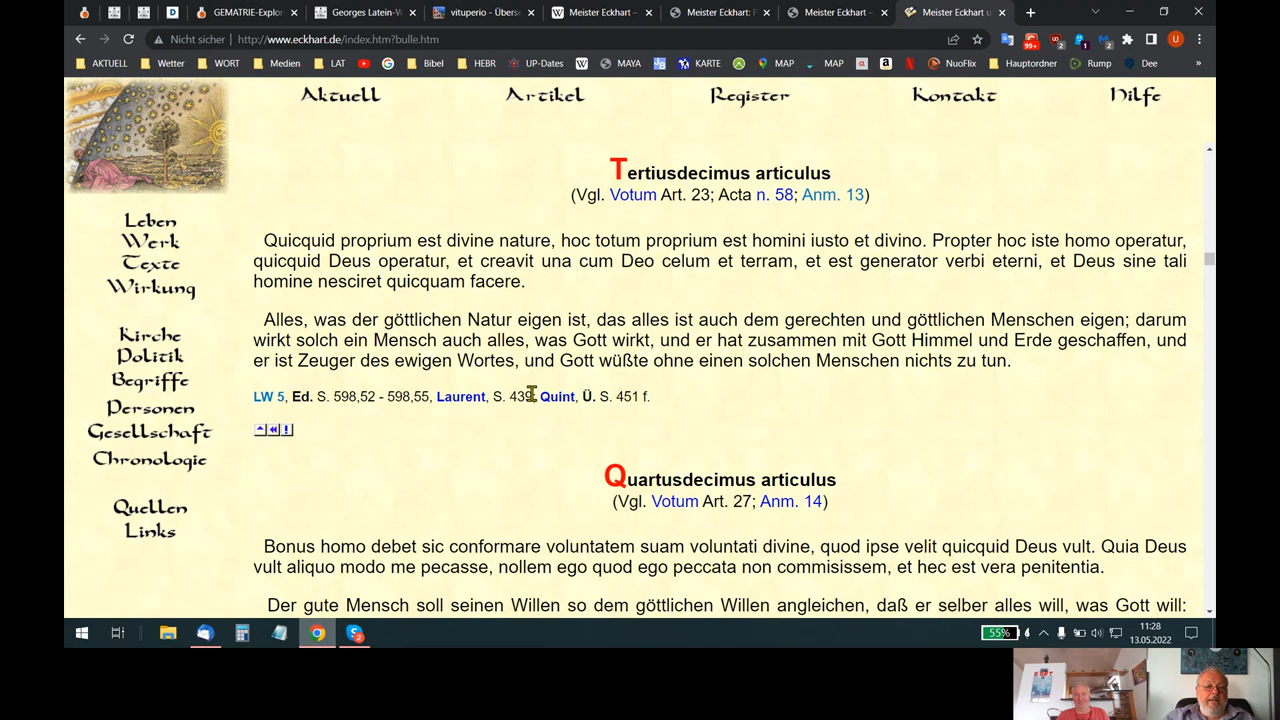 GEMATRIE-Explor
Georges Latein-W
vituperio – Übers
Meister Eckhart –
Meister Eckhart: P
Meister Eckhart –
Meister Eckhart u
Nicht sicher | http://www.eckhart.de/index.htm?bulle.htm
99+ 2 1 2 U
AKTUELL Wetter WORT Medien LAT Bibel HEBR UP-Dates MAYA KARTE MAP MAP NuoFlix Hauptordner Rump Dee »
Aktuell Artikel Register Kontakt Hilfe
Leben
Werk
Texte
Wirkung
Kirche
Politik
Begriffe
Personen
Gesellschaft
Chronologie
Quellen
Links
Tertiusdecimus articulus
(Vgl. Votum Art. 23; Acta n. 58; Anm. 13)
Quicquid proprium est divine nature, hoc totum proprium est homini iusto et divino. Propter hoc iste homo operatur,
quicquid Deus operatur, et creavit una cum Deo celum et terram, et est generator verbi eterni, et Deus sine tali
homine nesciret quicquam facere.
Alles, was der göttlichen Natur eigen ist, das alles ist auch dem gerechten und göttlichen Menschen eigen; darum
wirkt solch ein Mensch auch alles, was Gott wirkt, und er hat zusammen mit Gott Himmel und Erde geschaffen, und
er ist Zeuger des ewigen Wortes, und Gott wüßte ohne einen solchen Menschen nichts zu tun.
LW 5, Ed. S. 598,52 - 598,55, Laurent, S. 439 Quint, Ü. S. 451 f.
Quartusdecimus articulus
(Vgl. Votum Art. 27; Anm. 14)
Bonus homo debet sic conformare voluntatem suam voluntati divine, quod ipse velit quicquid Deus vult. Quia Deus
vult aliquo modo me pecasse, nollem ego quod ego peccata non commisissem, et hec est vera penitentia.
Der gute Mensch soll seinen Willen so dem göttlichen Willen angleichen, daß er selber alles will, was Gott will:
55%
11:28
13.05.2022